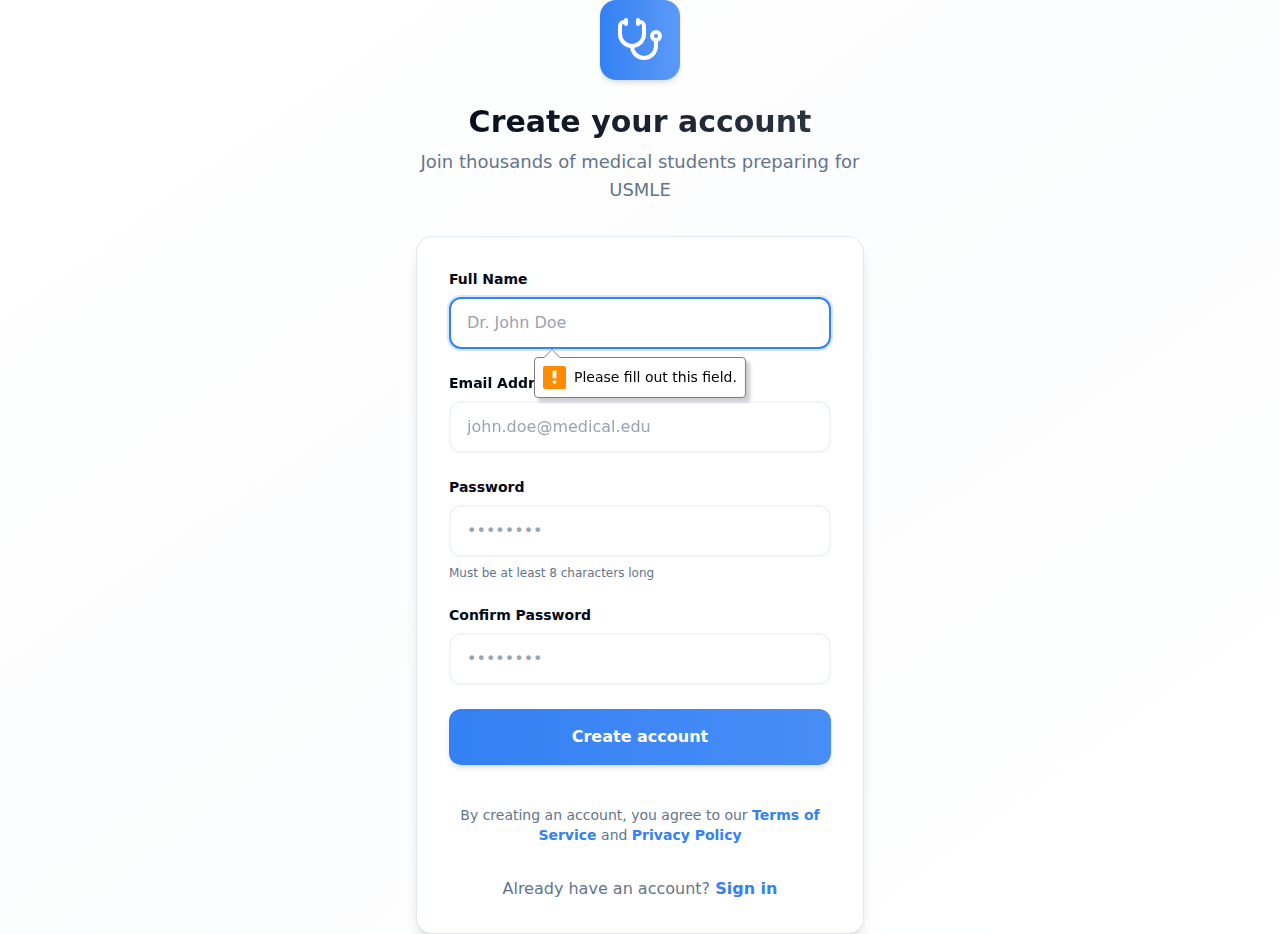 Create your account
Join thousands of medical students preparing for
USMLE
Full Name
Dr. John Doe
Please fill out this field.
Email Addr
john.doe@medical.edu
Password
••••••••
Must be at least 8 characters long
Confirm Password
••••••••
Create account
By creating an account, you agree to our Terms of
Service and Privacy Policy
Already have an account? Sign in